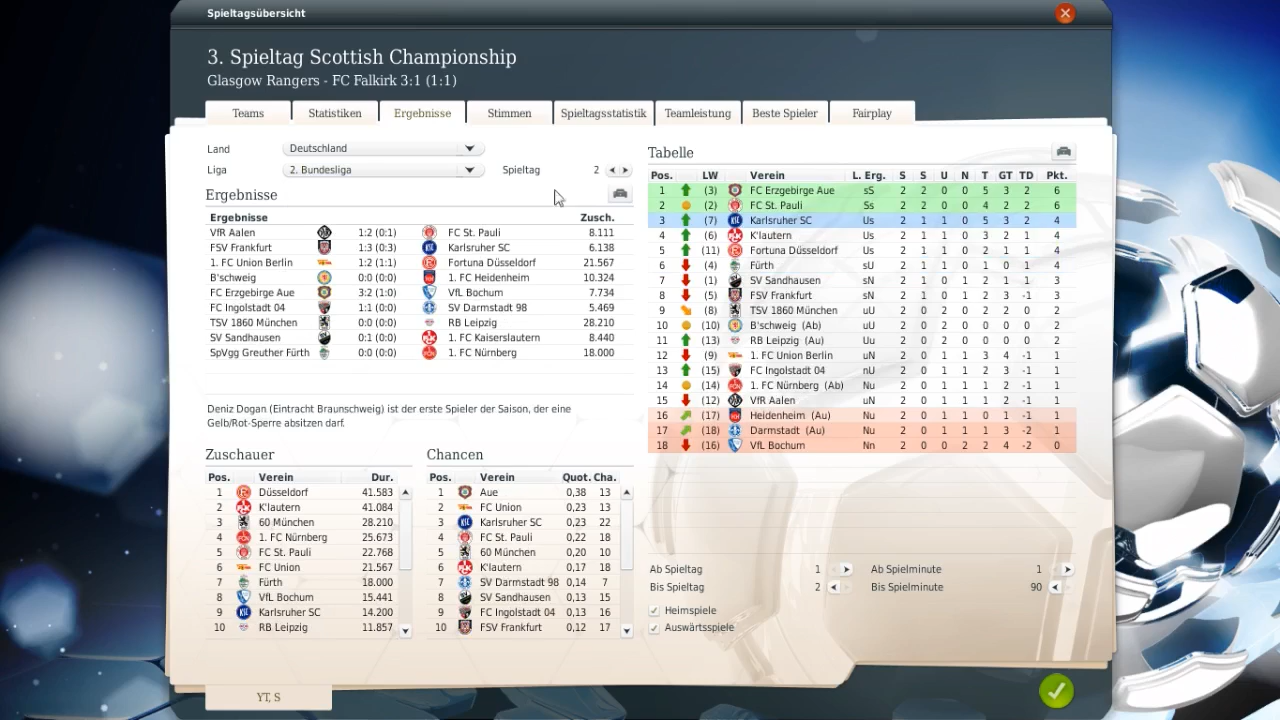 Spieltagsübersicht
3. Spieltag Scottish Championship
Glasgow Rangers - FC Falkirk 3:1 (1:1)
Teams Statistiken Ergebnisse Stimmen Spieltagsstatistik Teamleistung Beste Spieler Fairplay
Land Deutschland
Liga 2. Bundesliga Spieltag 2
Ergebnisse
Ergebnisse Zusch.
VfR Aalen 1:2 (0:1) FC St. Pauli 8.111
FSV Frankfurt 1:3 (0:3) Karlsruher SC 6.138
1. FC Union Berlin 1:2 (1:1) Fortuna Düsseldorf 21.567
B'schweig 0:0 (0:0) 1. FC Heidenheim 10.324
FC Erzgebirge Aue 3:2 (1:0) VfL Bochum 7.734
FC Ingolstadt 04 1:1 (0:0) SV Darmstadt 98 5.469
TSV 1860 München 0:0 (0:0) RB Leipzig 28.210
SV Sandhausen 0:1 (0:0) 1. FC Kaiserslautern 8.440
SpVgg Greuther Fürth 0:0 (0:0) 1. FC Nürnberg 18.000
Deniz Dogan (Eintracht Braunschweig) ist der erste Spieler der Saison, der eine
Gelb/Rot-Sperre absitzen darf.
Zuschauer
Pos. Verein Dur.
1 Düsseldorf 41.583
2 K'lautern 41.084
3 60 München 28.210
4 1. FC Nürnberg 25.673
5 FC St. Pauli 22.768
6 FC Union 21.567
7 Fürth 18.000
8 VfL Bochum 15.441
9 Karlsruher SC 14.200
10 RB Leipzig 11.857
Chancen
Pos. Verein Quot. Cha.
1 Aue 0,38 13
2 FC Union 0,23 13
3 Karlsruher SC 0,23 22
4 FC St. Pauli 0,22 18
5 60 München 0,20 10
6 K'lautern 0,17 18
7 SV Darmstadt 98 0,14 7
8 SV Sandhausen 0,13 15
9 FC Ingolstadt 04 0,13 16
10 FSV Frankfurt 0,12 17
Tabelle
Pos. LW Verein L. Erg. S S U N T GT TD Pkt.
1 (3) FC Erzgebirge Aue sS 2 2 0 0 5 3 2 6
2 (2) FC St. Pauli Ss 2 2 0 0 4 2 2 6
3 (7) Karlsruher SC Us 2 1 1 0 5 3 2 4
4 (6) K'lautern Us 2 1 1 0 3 2 1 4
5 (11) Fortuna Düsseldorf Us 2 1 1 0 2 1 1 4
6 (4) Fürth sU 2 1 1 0 1 0 1 4
7 (1) SV Sandhausen sN 2 1 0 1 2 1 1 3
8 (5) FSV Frankfurt sN 2 1 0 1 2 3 -1 3
9 (8) TSV 1860 München uU 2 0 2 0 2 2 0 2
10 (10) B'schweig (Ab) uU 2 0 2 0 0 0 0 2
11 (13) RB Leipzig (Au) Uu 2 0 2 0 0 0 0 2
12 (9) 1. FC Union Berlin uN 2 0 1 1 3 4 -1 1
13 (15) FC Ingolstadt 04 nU 2 0 1 1 2 3 -1 1
14 (14) 1. FC Nürnberg (Ab) Nu 2 0 1 1 1 2 -1 1
15 (12) VfR Aalen uN 2 0 1 1 1 2 -1 1
16 (17) Heidenheim (Au) Nu 2 0 1 1 0 1 -1 1
17 (18) Darmstadt (Au) Nu 2 0 1 1 1 3 -2 1
18 (16) VfL Bochum Nn 2 0 0 2 2 4 -2 0
Ab Spieltag 1 Ab Spielminute 1
Bis Spieltag 2 Bis Spielminute 90
Heimspiele
Auswärtsspiele
YT, S